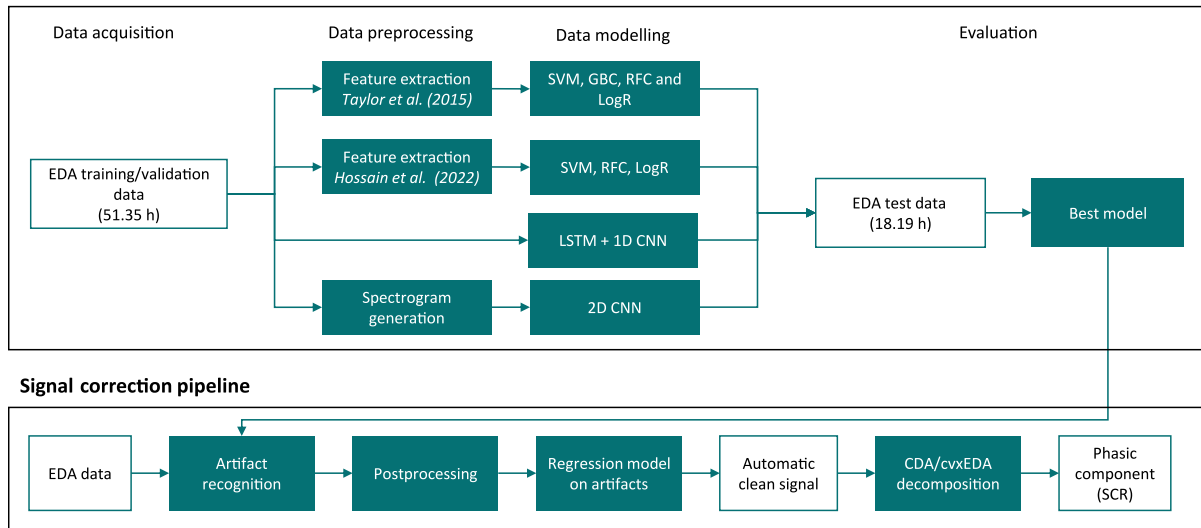 Data acquisition
Data preprocessing
Data modelling
Evaluation
Feature extraction
Taylor et al. (2015)
SVM, GBC, RFC and
LogR
EDA training/validation
data
(51.35 h)
Feature extraction
Hossain et al. (2022)
SVM, RFC, LogR
EDA test data
(18.19 h)
Best model
LSTM + 1D CNN
Spectrogram
generation
2D CNN
Signal correction pipeline
EDA data
Artifact
recognition
Postprocessing
Regression model
on artifacts
Automatic
clean signal
CDA/cvxEDA
decomposition
Phasic
component
(SCR)